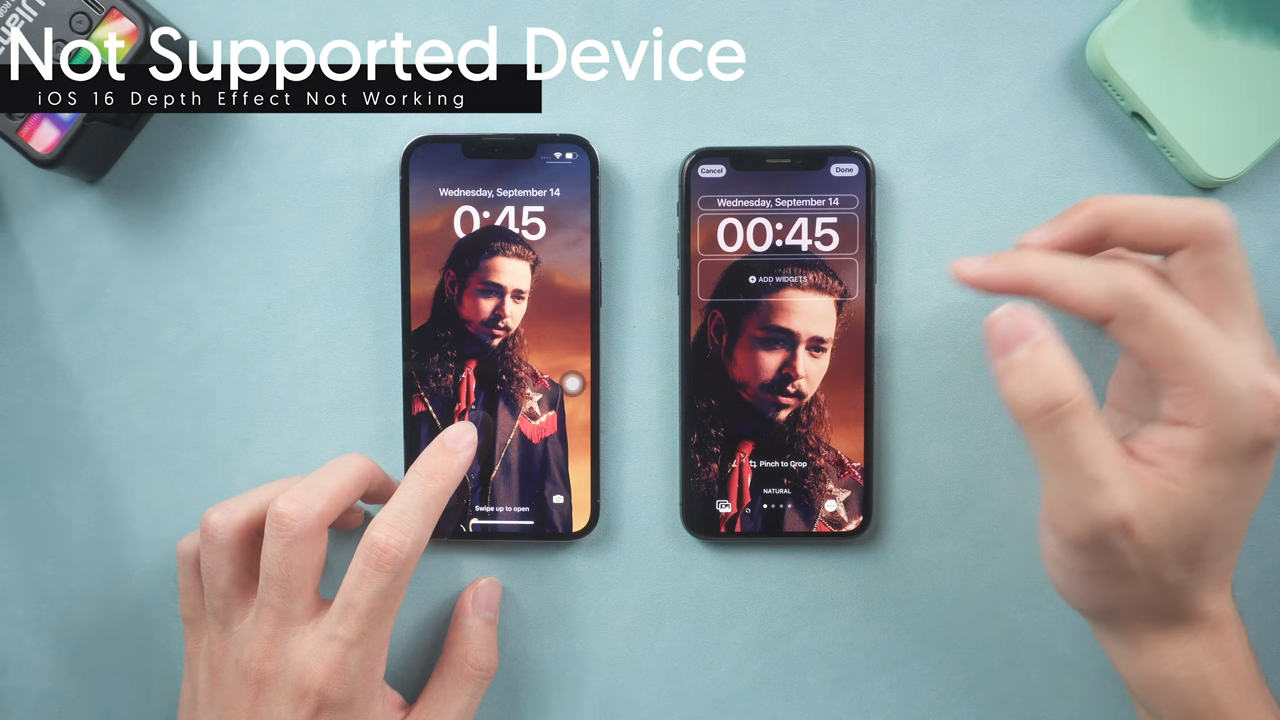 Not Supported Device
iOS 16 Depth Effect Not Working
Wednesday, September 14
0:45
Swipe up to open
Cancel
Done
Wednesday, September 14
00:45
ADD WIDGETS
Pinch to Crop
NATURAL